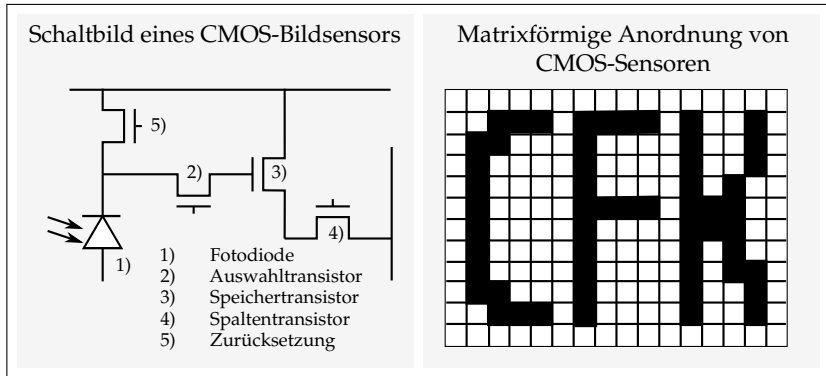 Schaltbild eines CMOS-Bildsensors
5)
2)
3)
4)
1)
1) Fotodiode
2) Auswahltransistor
3) Speichertransistor
4) Spaltentransistor
5) Zurücksetzung
Matrixförmige Anordnung von
CMOS-Sensoren
CFK